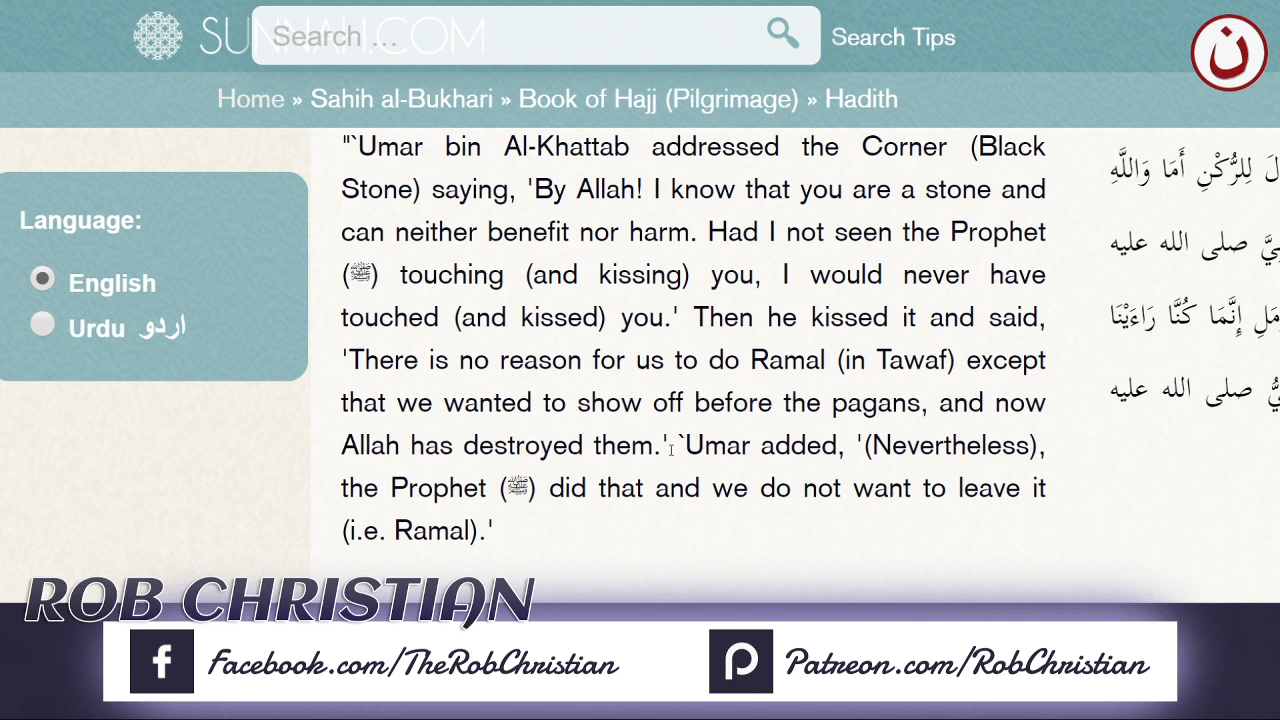 SUNNAH.COM
Search ...
Search Tips
ن
Home » Sahih al-Bukhari » Book of Hajj (Pilgrimage) » Hadith
Language:
English
Urdu اردو
"`Umar bin Al-Khattab addressed the Corner (Black
Stone) saying, 'By Allah! I know that you are a stone and
can neither benefit nor harm. Had I not seen the Prophet
(ﷺ) touching (and kissing) you, I would never have
touched (and kissed) you.' Then he kissed it and said,
'There is no reason for us to do Ramal (in Tawaf) except
that we wanted to show off before the pagans, and now
Allah has destroyed them.' `Umar added, '(Nevertheless),
the Prophet (ﷺ) did that and we do not want to leave it
(i.e. Ramal).'
لِلرُّكْنِ أَمَا وَاللَّهِ
صلى الله عليه
إِنَّمَا كُنَّا رَاءَيْنَا
صلى الله عليه
ROB CHRISTIAN
Facebook.com/TheRobChristian
Patreon.com/RobChristian